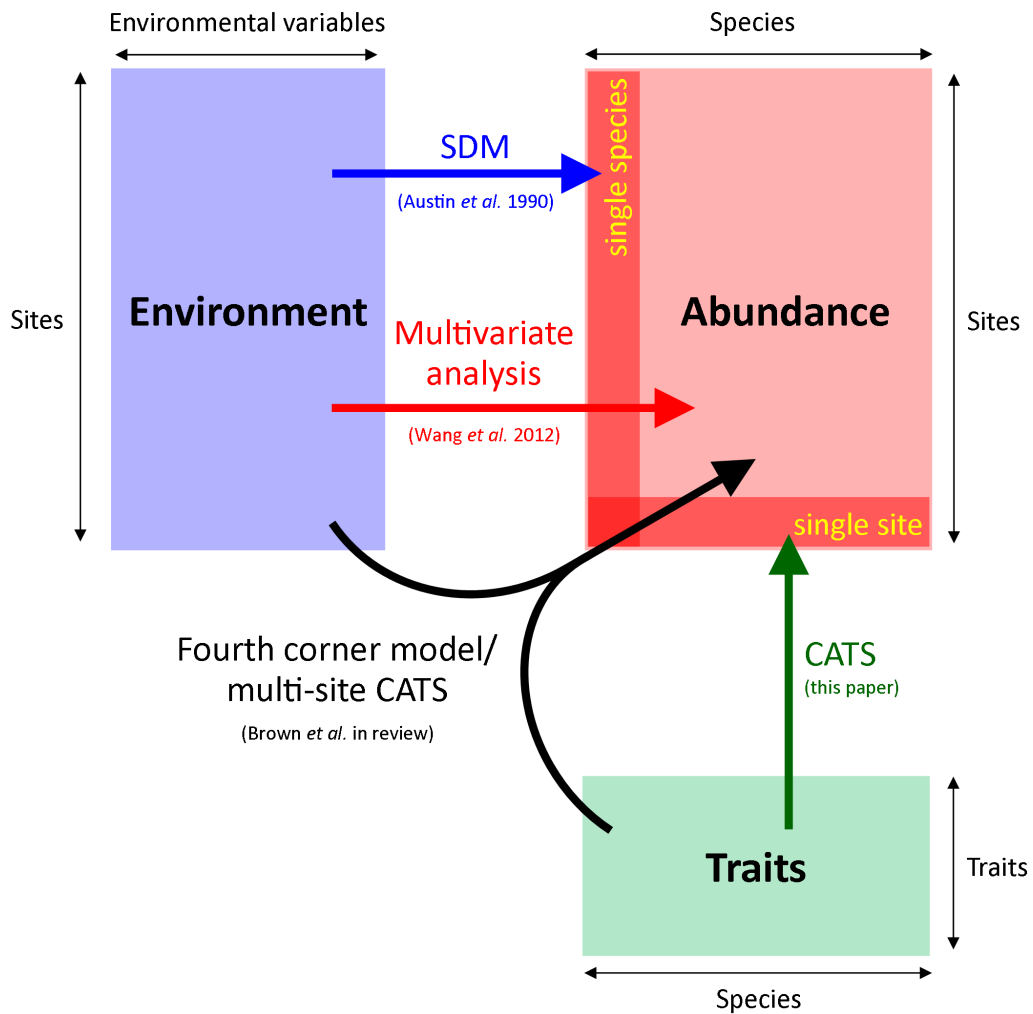 Environmental variables
Species
SDM
(Austin et al. 1990)
single species
Sites
Environment
Multivariate
analysis
(Wang et al. 2012)
Abundance
Sites
single site
Fourth corner model/
multi-site CATS
(Brown et al. in review)
CATS
(this paper)
Traits
Traits
Species